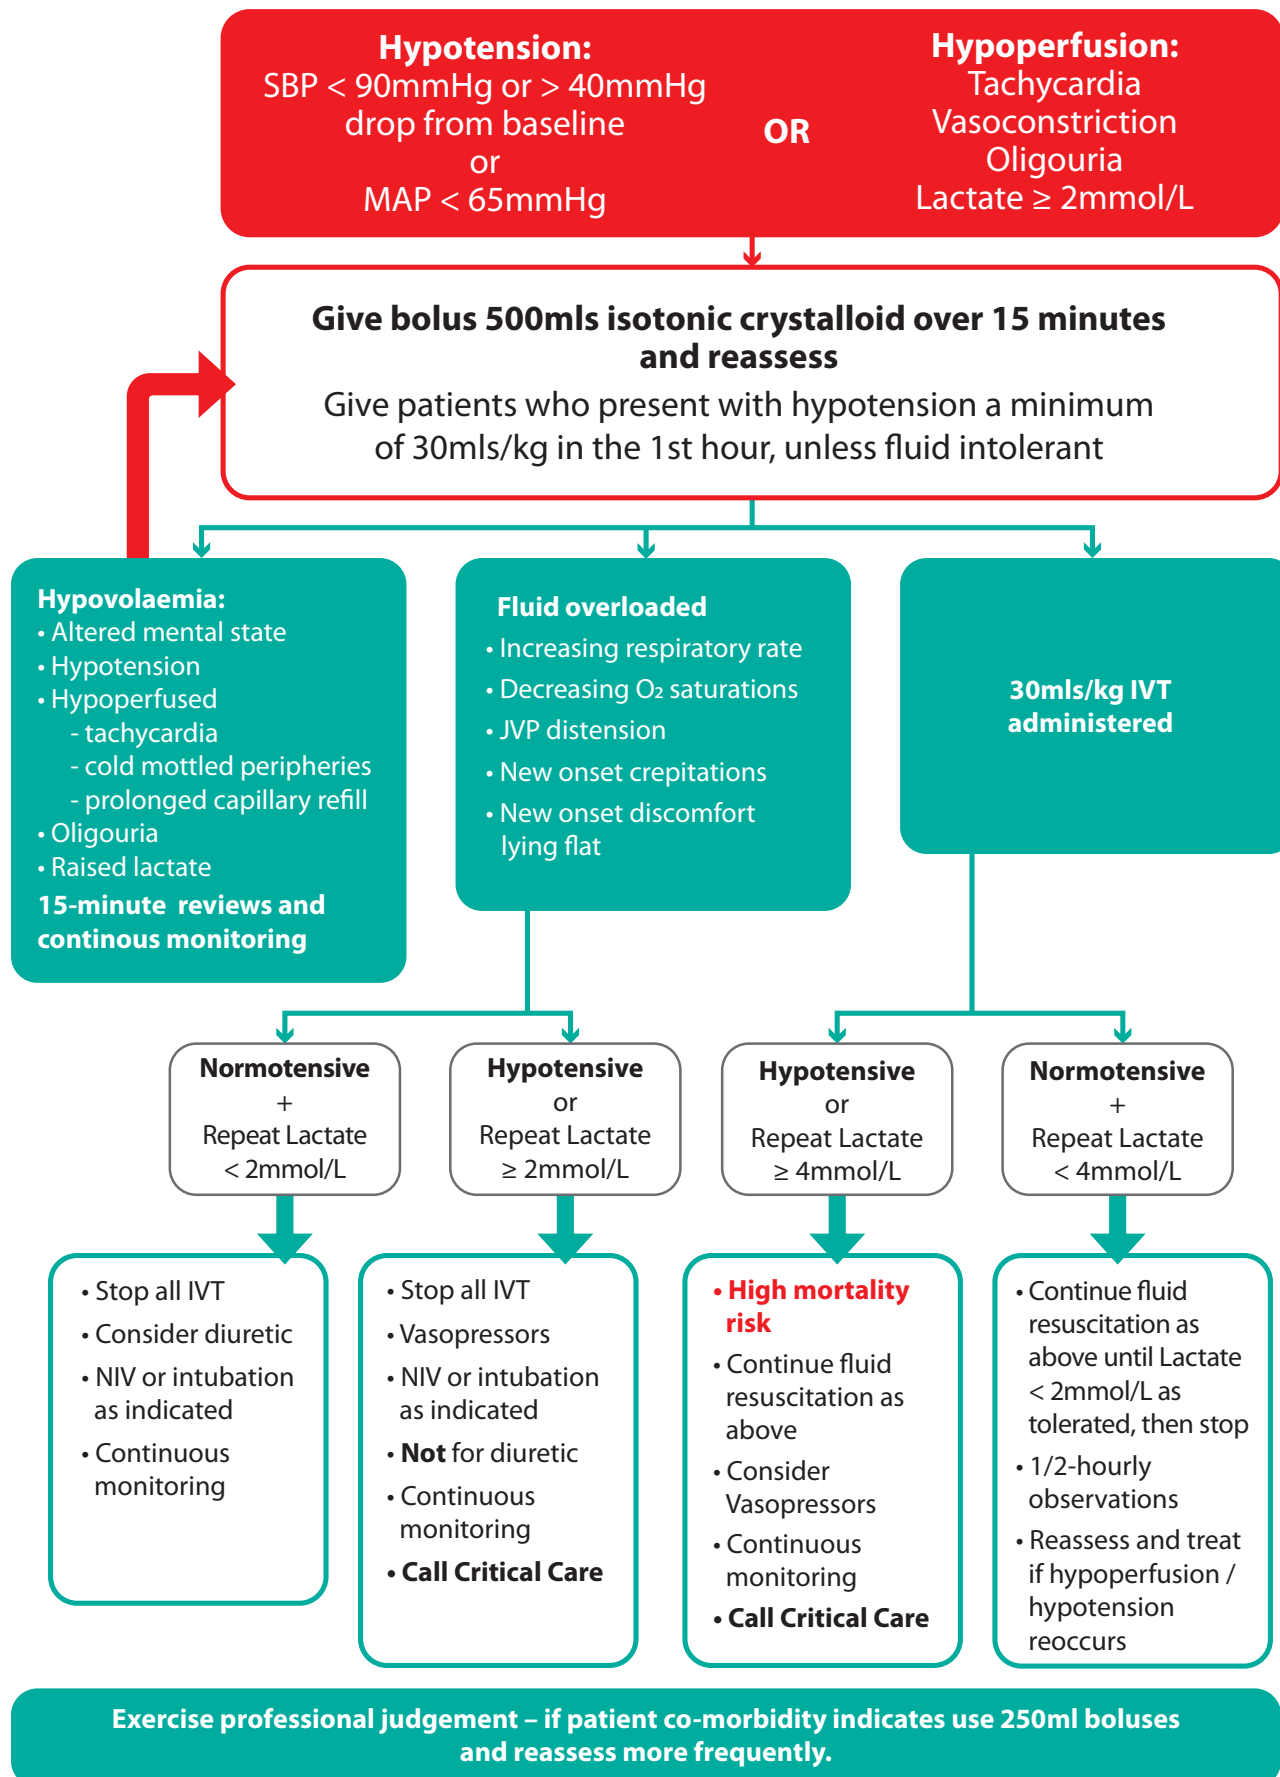 Hypotension:
SBP < 90mmHg or > 40mmHg
drop from baseline
or
MAP < 65mmHg
OR
Hypoperfusion:
Tachycardia
Vasoconstriction
Oligouria
Lactate ≥ 2mmol/L
Give bolus 500mls isotonic crystalloid over 15 minutes
and reassess
Give patients who present with hypotension a minimum
of 30mls/kg in the 1st hour, unless fluid intolerant
Hypovolaemia:
• Altered mental state
• Hypotension
• Hypoperfused
- tachycardia
- cold mottled peripheries
- prolonged capillary refill
• Oligouria
• Raised lactate
15-minute reviews and
continous monitoring
Fluid overloaded
• Increasing respiratory rate
• Decreasing O₂ saturations
• JVP distension
• New onset crepitations
• New onset discomfort
lying flat
30mls/kg IVT
administered
Normotensive
+
Repeat Lactate
< 2mmol/L
Hypotensive
or
Repeat Lactate
≥ 2mmol/L
Hypotensive
or
Repeat Lactate
≥ 4mmol/L
Normotensive
+
Repeat Lactate
< 4mmol/L
• Stop all IVT
• Consider diuretic
• NIV or intubation
as indicated
• Continuous
monitoring
• Stop all IVT
• Vasopressors
• NIV or intubation
as indicated
• Not for diuretic
• Continuous
monitoring
• Call Critical Care
• High mortality
risk
• Continue fluid
resuscitation as
above
• Consider
Vasopressors
• Continuous
monitoring
• Call Critical Care
• Continue fluid
resuscitation as
above until Lactate
< 2mmol/L as
tolerated, then stop
• 1/2-hourly
observations
• Reassess and treat
if hypoperfusion /
hypotension
reoccurs
Exercise professional judgement – if patient co-morbidity indicates use 250ml boluses
and reassess more frequently.